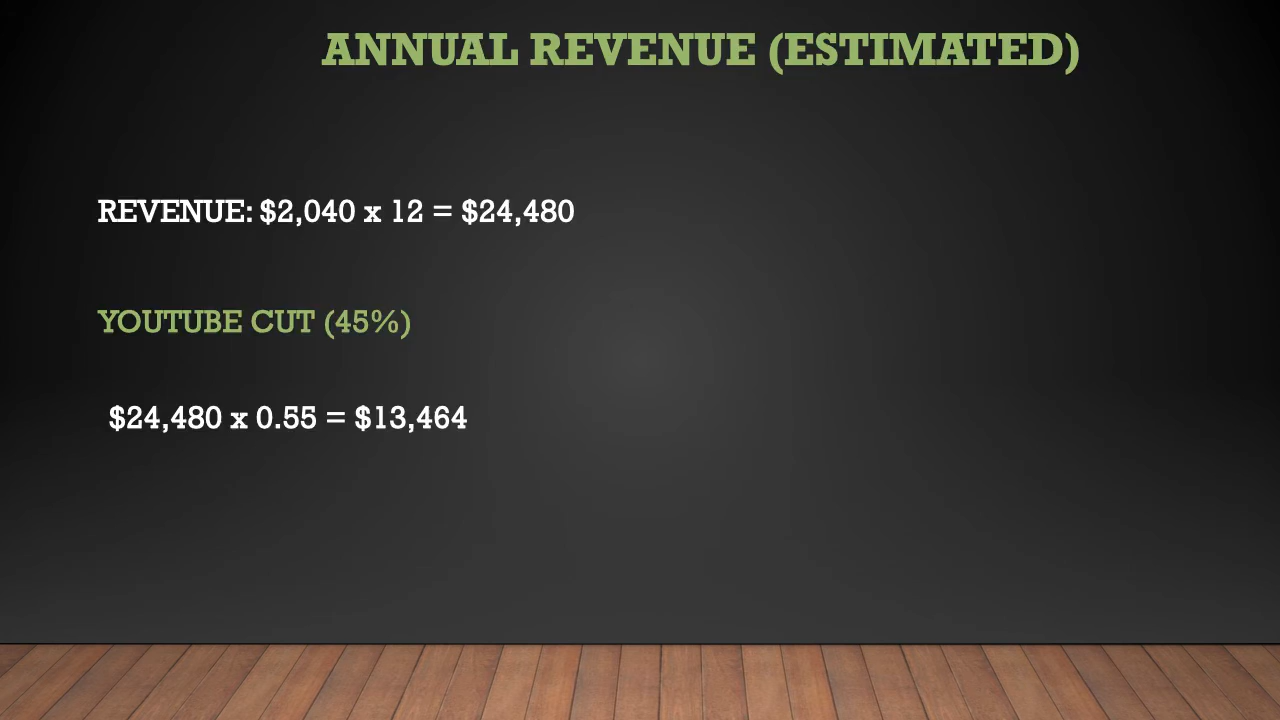 ANNUAL REVENUE (ESTIMATED)
REVENUE: $2,040 x 12 = $24,480
YOUTUBE CUT (45%)
$24,480 x 0.55 = $13,464